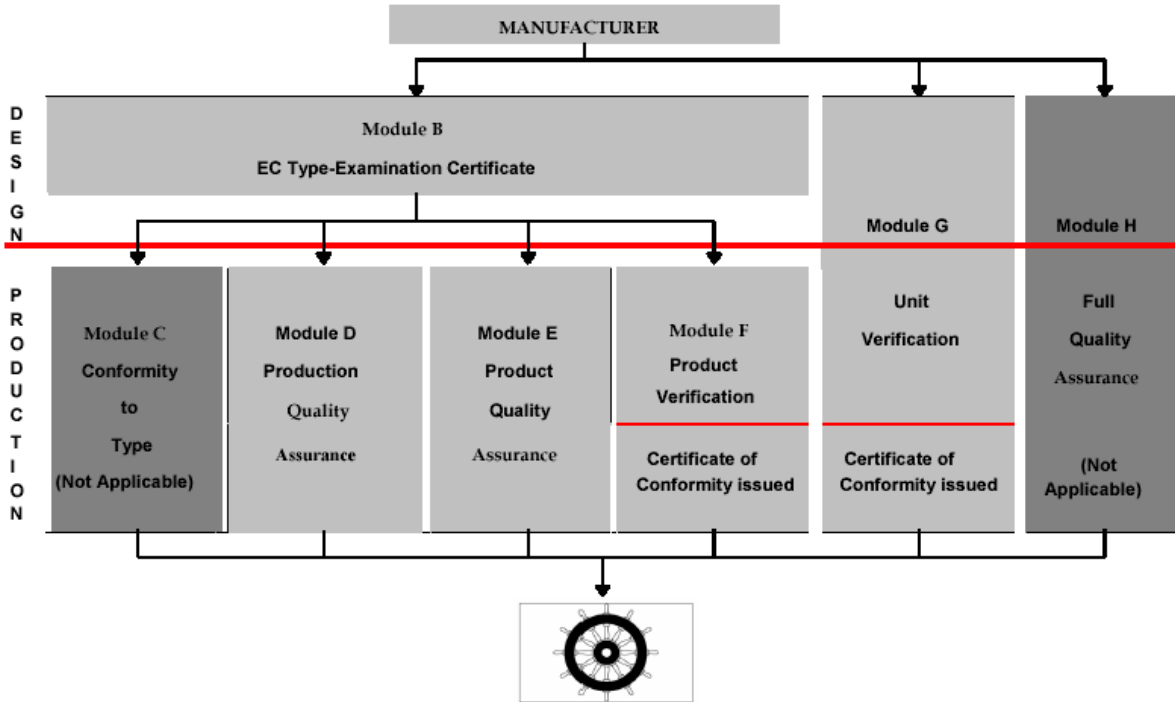 MANUFACTURER
DESIGN
Module B
EC Type-Examination Certificate
Module G
Module H
PRODUCTION
Module C
Conformity
to
Type
(Not Applicable)
Module D
Production
Quality
Assurance
Module E
Product
Quality
Assurance
Module F
Product
Verification
Certificate of
Conformity issued
Unit
Verification
Certificate of
Conformity issued
Full
Quality
Assurance
(Not
Applicable)